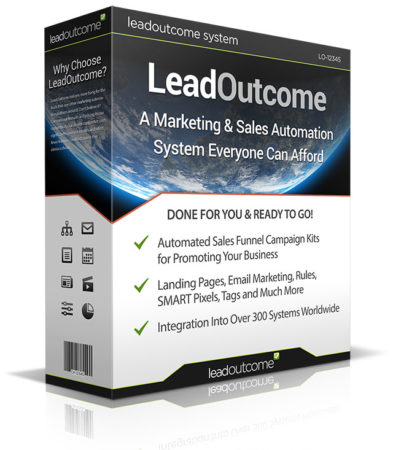 leadoutcome
Why Choose
LeadOutcome?
leadoutcome system
LO-12345
LeadOutcome
A Marketing & Sales Automation
System Everyone Can Afford
DONE FOR YOU & READY TO GO!
Automated Sales Funnel Campaign Kits
for Promoting Your Business
Landing Pages, Email Marketing, Rules,
SMART Pixels, Tags and Much More
Integration Into Over 300 Systems Worldwide
leadoutcome